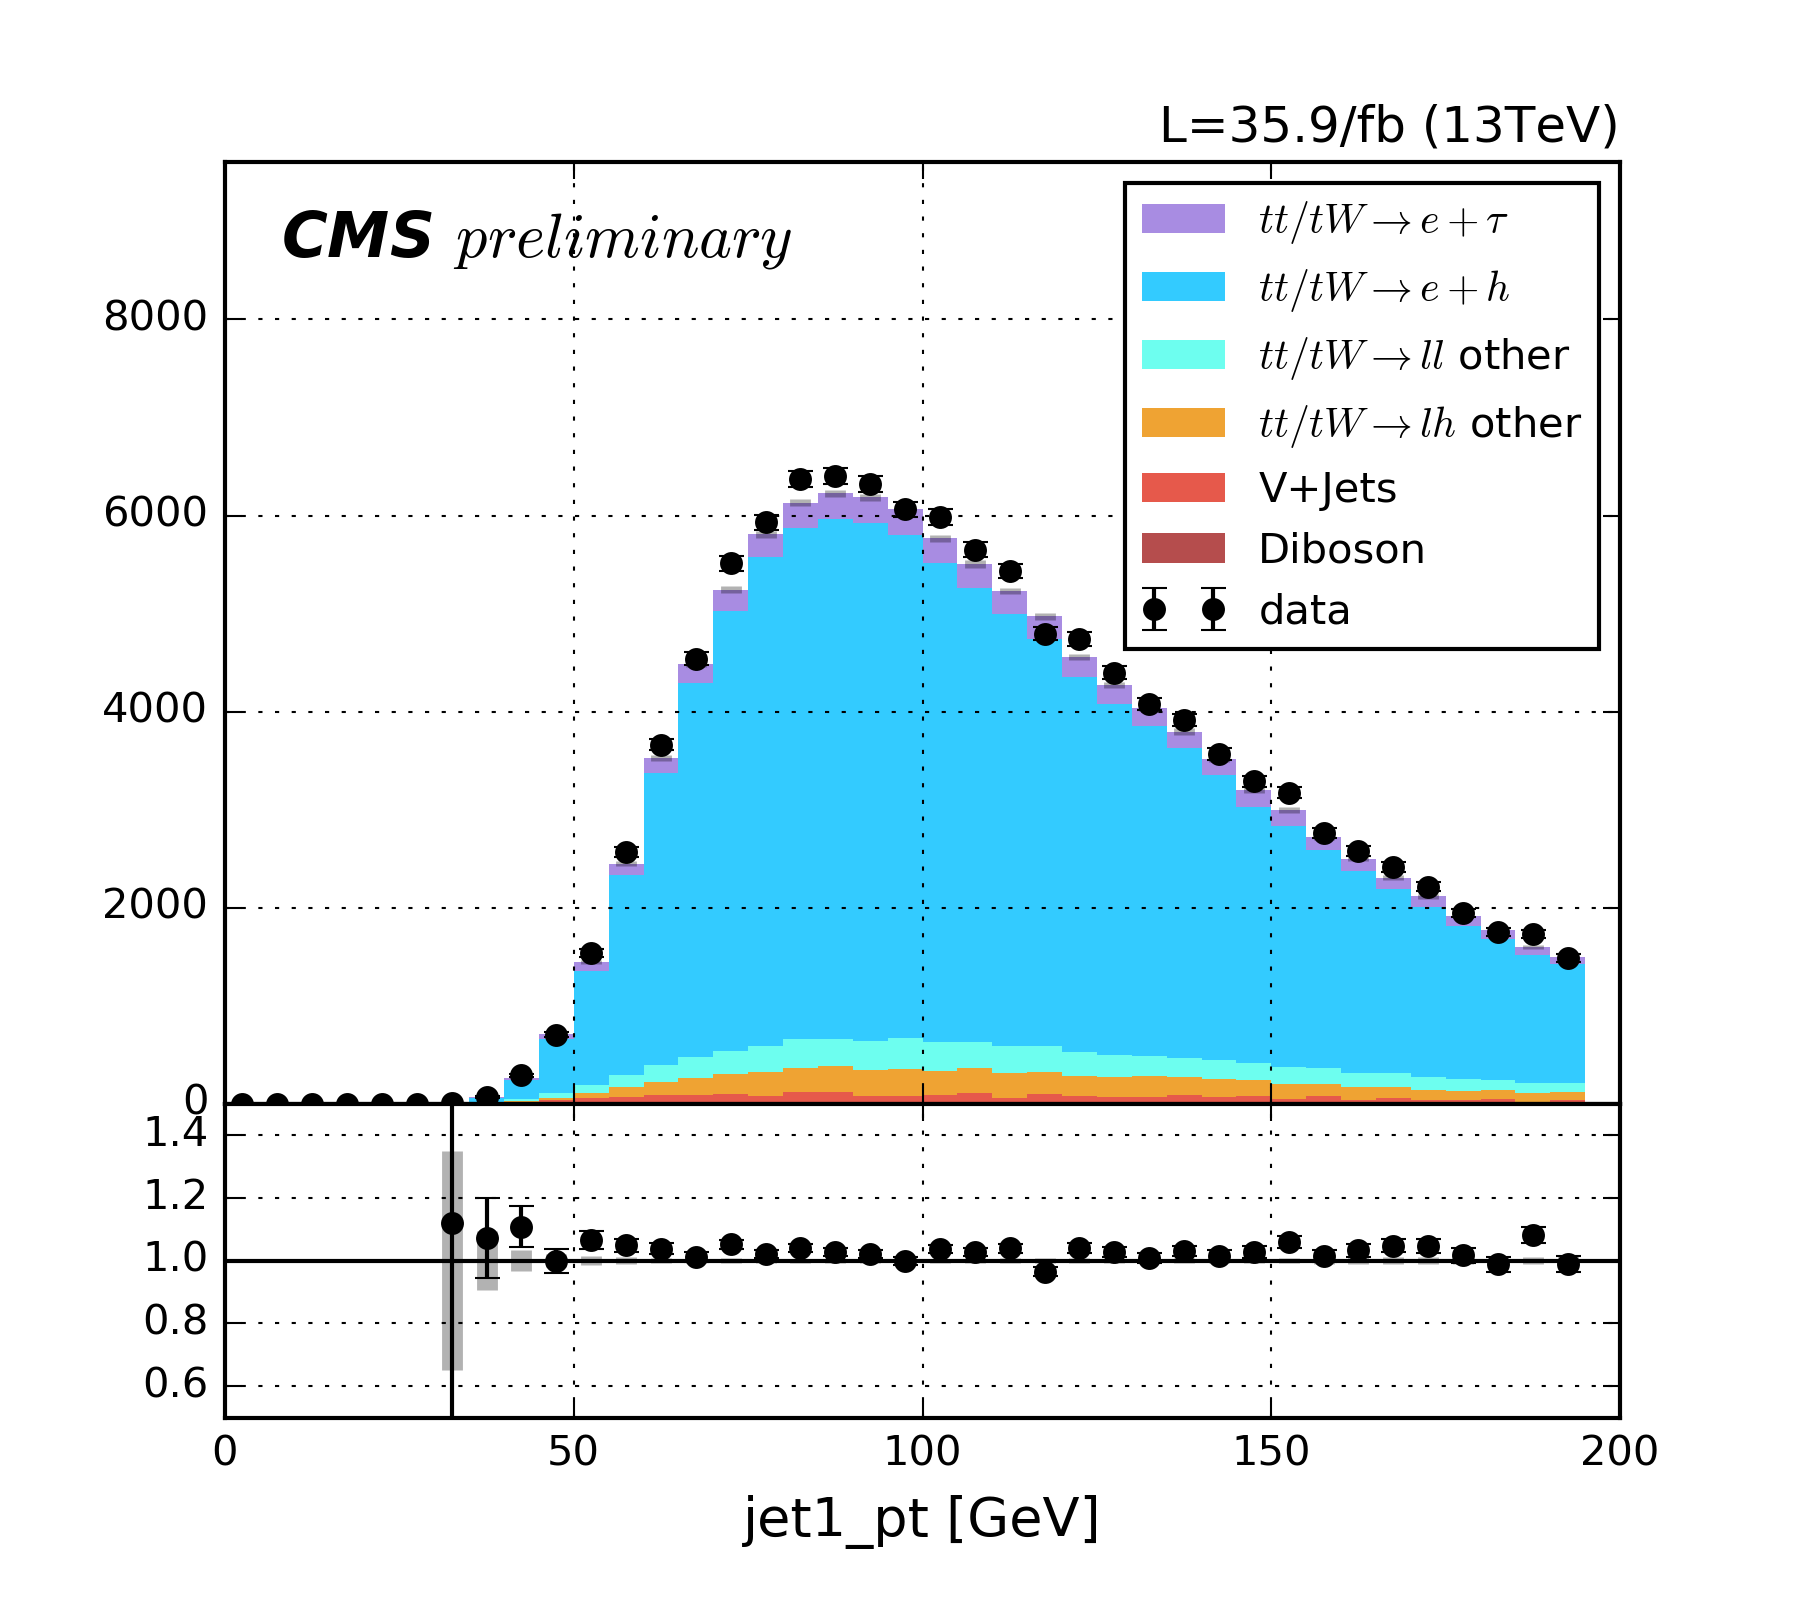 L=35.9/fb (13TeV)
CMS preliminary
tt/tW→e+τ
tt/tW→e+h
tt/tW→ll other
tt/tW→lh other
V+Jets
Diboson
data
8000
6000
4000
2000
0
1.4
1.2
1.0
0.8
0.6
0 50 100 150 200
jet1_pt [GeV]